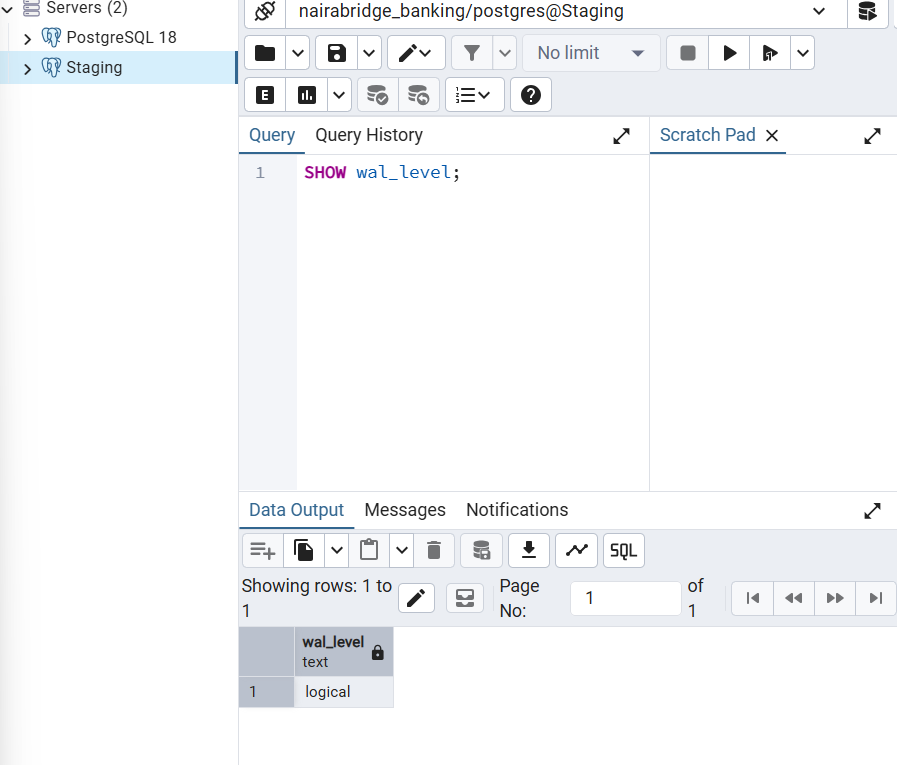 Servers (2)
PostgreSQL 18
Staging
nairabridge_banking/postgres@Staging
No limit
E
Query
Query History
Scratch Pad
1
SHOW wal_level;
Data Output
Messages
Notifications
SQL
Showing rows: 1 to
1
Page
No:
1
of
1
wal_level
text
1
logical